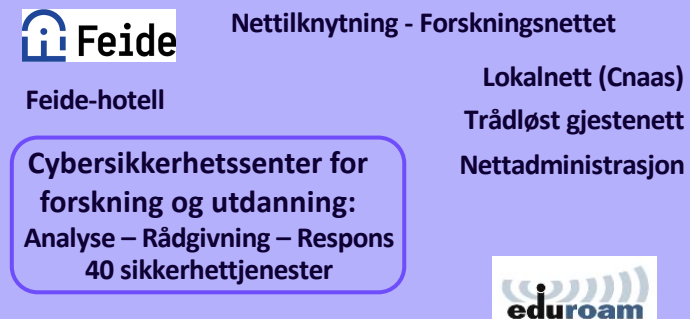 Feide
Nettilknytning - Forskningsnettet
Feide-hotell
Lokalnett (Cnaas)
Trådløst gjestenett
Nettadministrasjon
Cybersikkerhetssenter for
forskning og utdanning:
Analyse – Rådgivning – Respons
40 sikkerhettjenester
eduroam